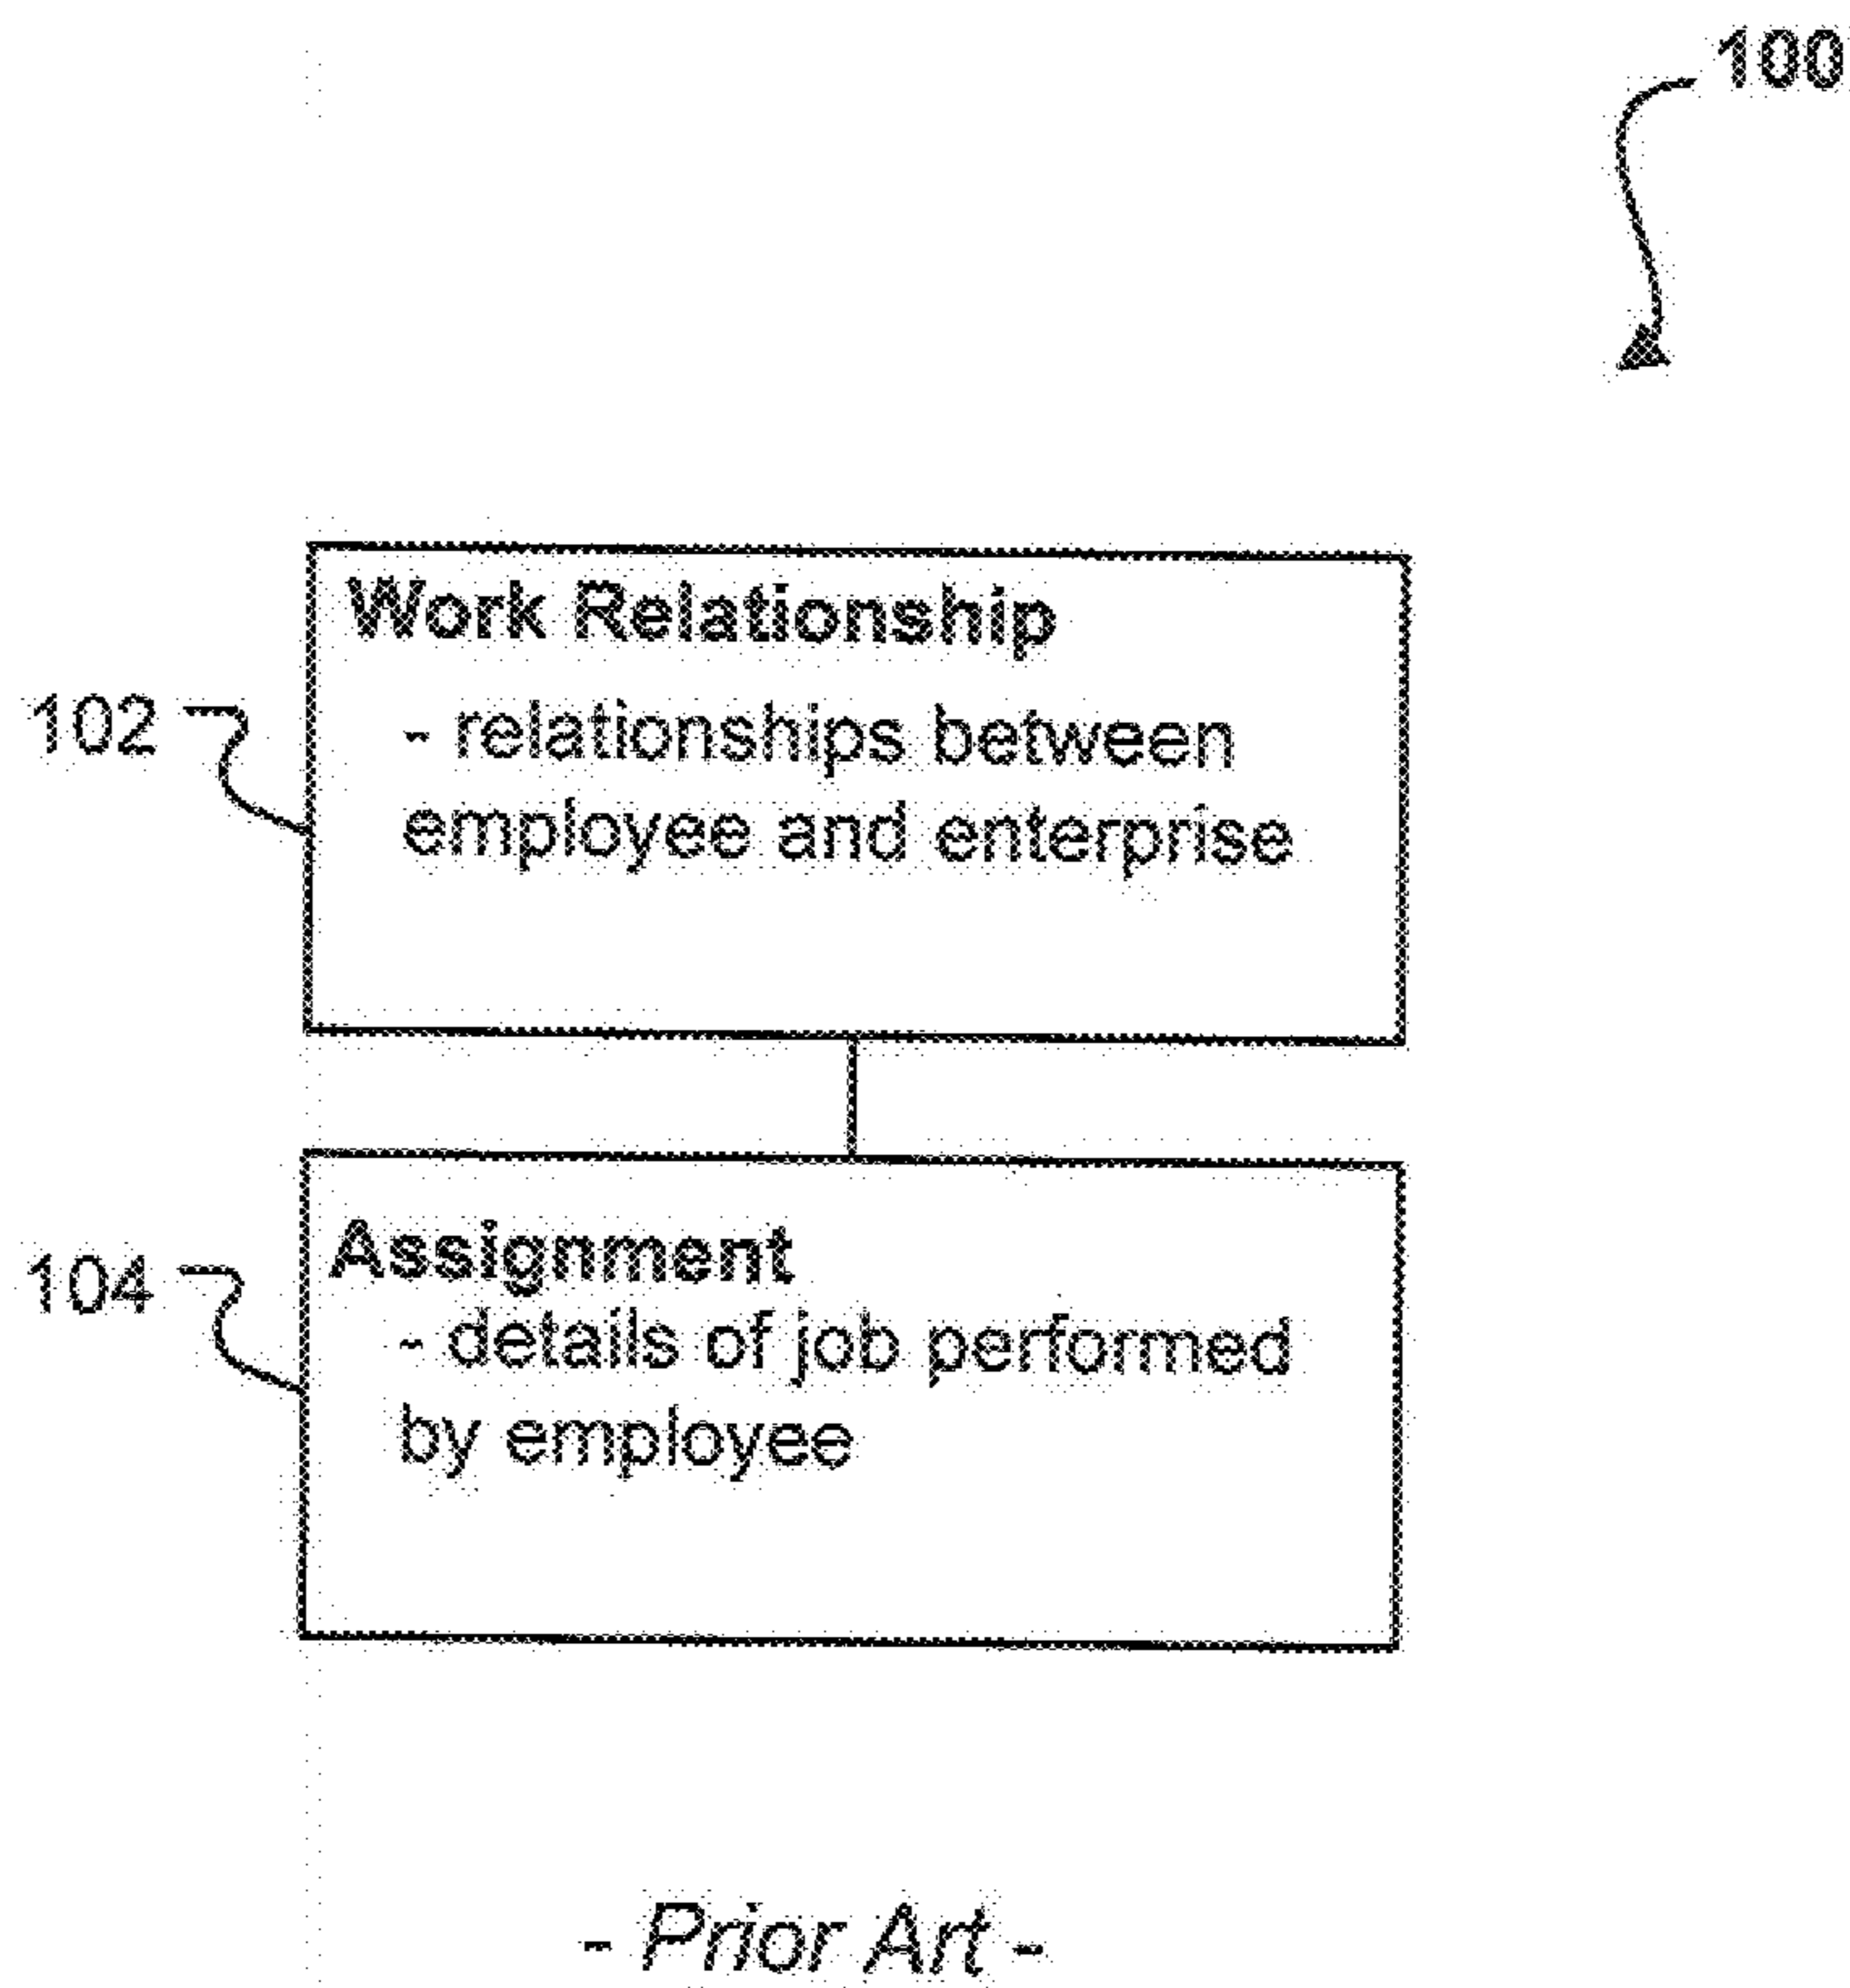 100
Work Relationship
102
- relationships between
employee and enterprise
Assignment
104
- details of job performed
by employee
- Prior Art -